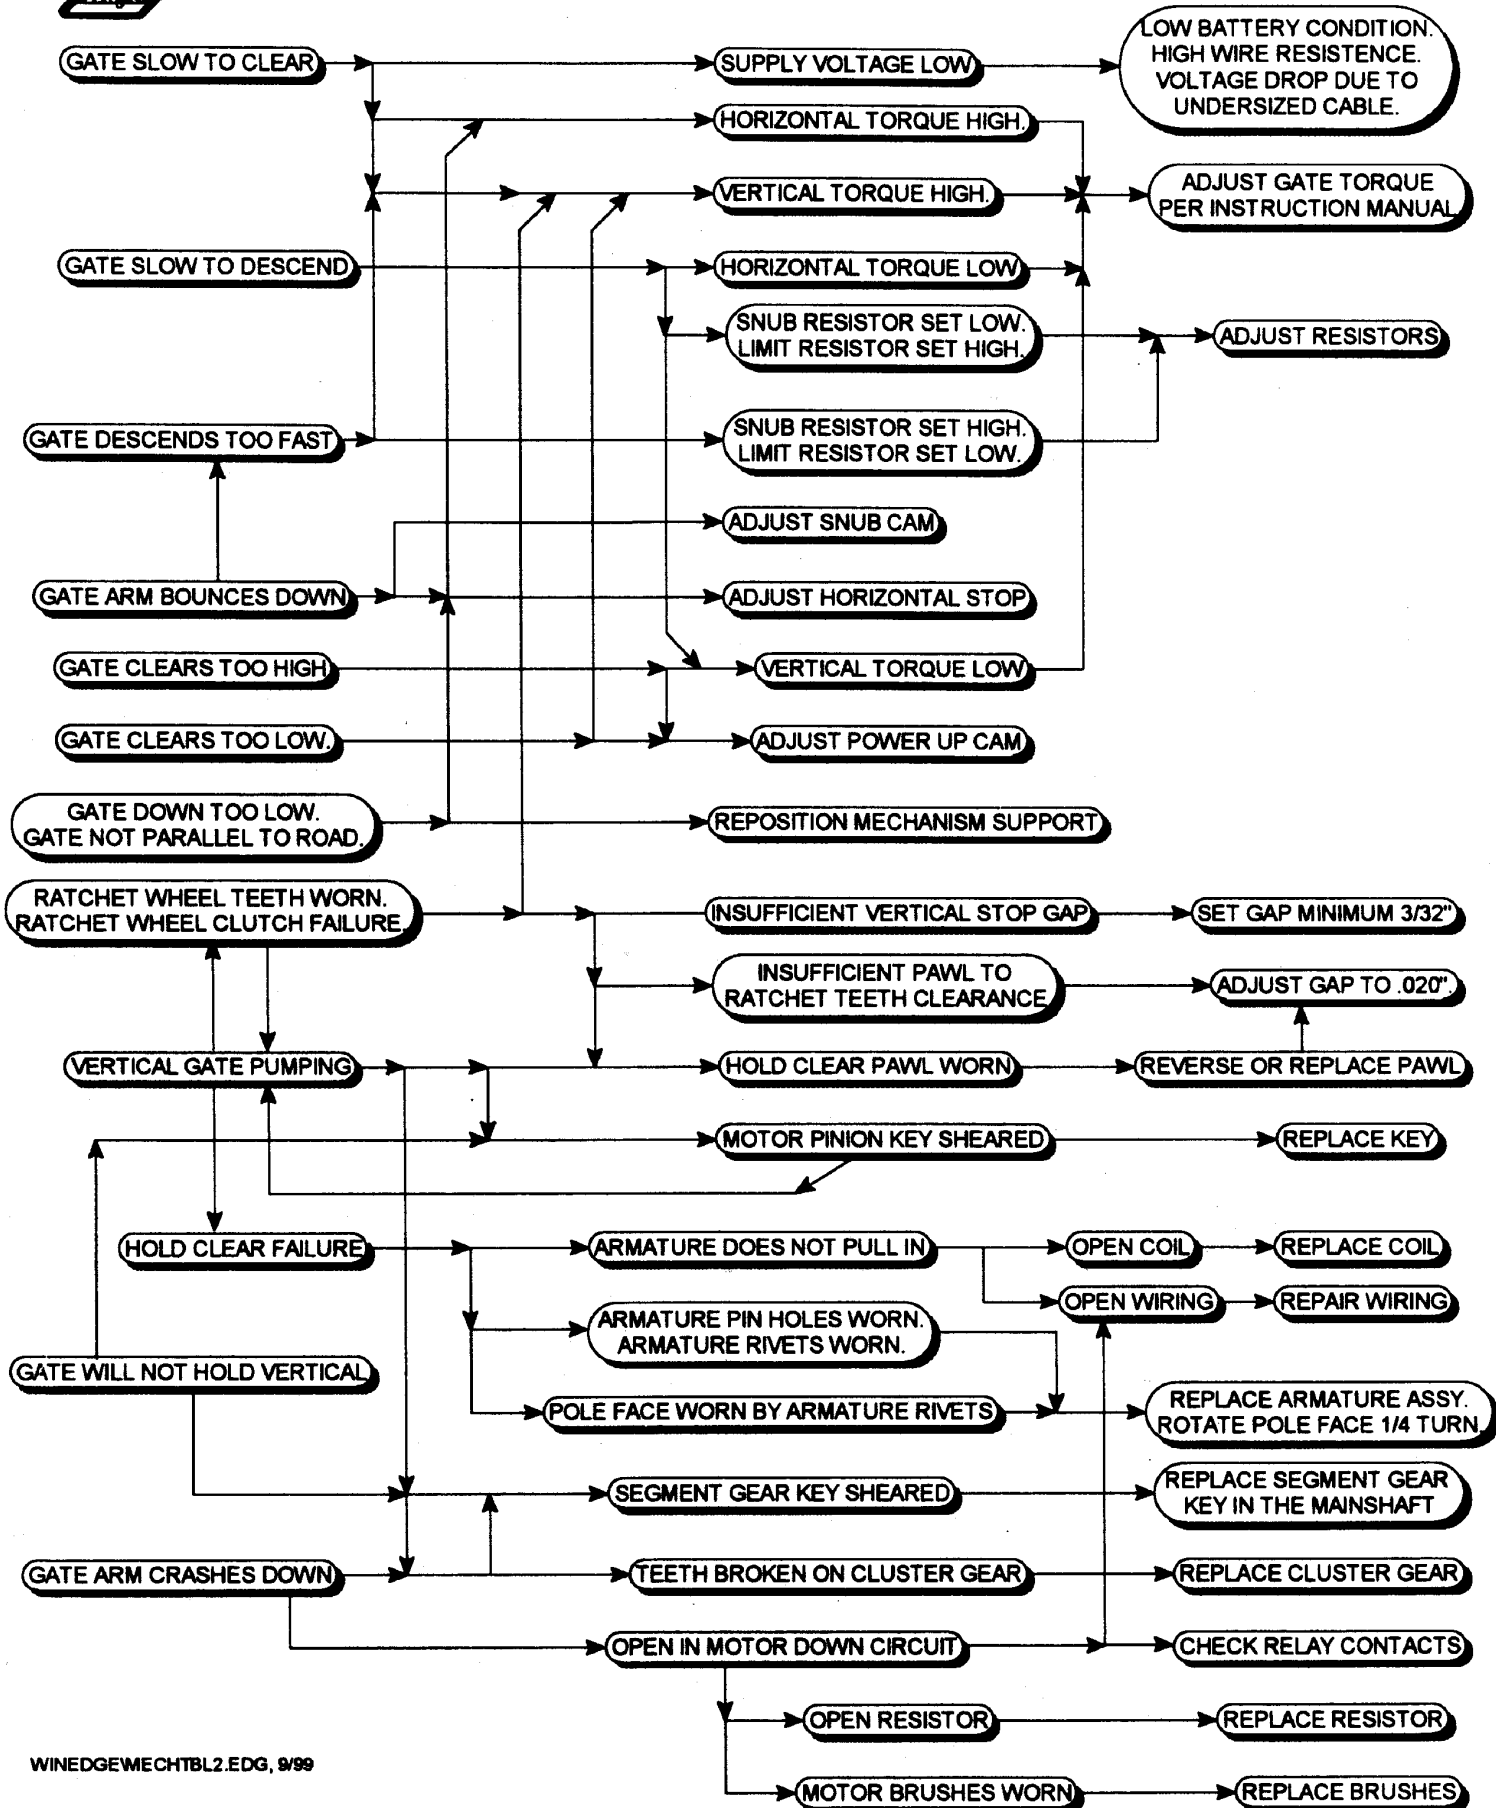 GATE SLOW TO CLEAR
SUPPLY VOLTAGE LOW
LOW BATTERY CONDITION.
HIGH WIRE RESISTENCE.
VOLTAGE DROP DUE TO
UNDERSIZED CABLE.
HORIZONTAL TORQUE HIGH.
VERTICAL TORQUE HIGH.
ADJUST GATE TORQUE
PER INSTRUCTION MANUAL
GATE SLOW TO DESCEND
HORIZONTAL TORQUE LOW
SNUB RESISTOR SET LOW.
LIMIT RESISTOR SET HIGH.
ADJUST RESISTORS
GATE DESCENDS TOO FAST
SNUB RESISTOR SET HIGH.
LIMIT RESISTOR SET LOW.
ADJUST SNUB CAM
GATE ARM BOUNCES DOWN
ADJUST HORIZONTAL STOP
GATE CLEARS TOO HIGH
VERTICAL TORQUE LOW
GATE CLEARS TOO LOW.
ADJUST POWER UP CAM
GATE DOWN TOO LOW.
GATE NOT PARALLEL TO ROAD.
REPOSITION MECHANISM SUPPORT
RATCHET WHEEL TEETH WORN.
RATCHET WHEEL CLUTCH FAILURE.
INSUFFICIENT VERTICAL STOP GAP
SET GAP MINIMUM 3/32"
INSUFFICIENT PAWL TO
RATCHET TEETH CLEARANCE
ADJUST GAP TO .020".
VERTICAL GATE PUMPING
HOLD CLEAR PAWL WORN
REVERSE OR REPLACE PAWL
MOTOR PINION KEY SHEARED
REPLACE KEY
HOLD CLEAR FAILURE
ARMATURE DOES NOT PULL IN
OPEN COIL
REPLACE COIL
OPEN WIRING
REPAIR WIRING
ARMATURE PIN HOLES WORN.
ARMATURE RIVETS WORN.
GATE WILL NOT HOLD VERTICAL
POLE FACE WORN BY ARMATURE RIVETS
REPLACE ARMATURE ASSY.
ROTATE POLE FACE 1/4 TURN
SEGMENT GEAR KEY SHEARED
REPLACE SEGMENT GEAR
KEY IN THE MAINSHAFT
GATE ARM CRASHES DOWN
TEETH BROKEN ON CLUSTER GEAR
REPLACE CLUSTER GEAR
OPEN IN MOTOR DOWN CIRCUIT
CHECK RELAY CONTACTS
OPEN RESISTOR
REPLACE RESISTOR
WINEDGE\MECHTBL2.EDG, 9/99
MOTOR BRUSHES WORN
REPLACE BRUSHES